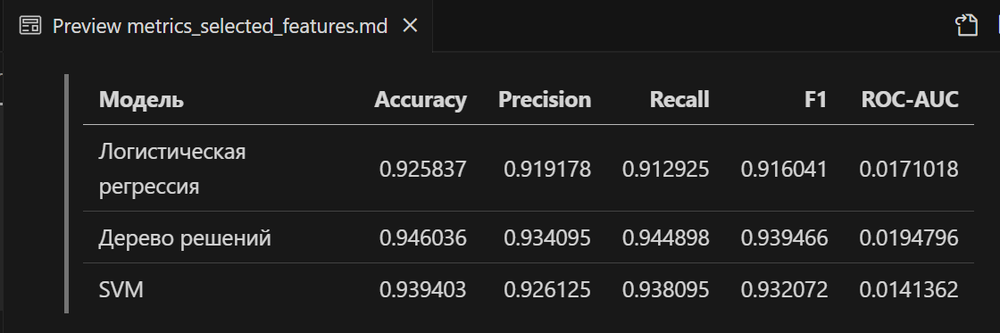 Preview metrics_selected_features.md
Модель Accuracy Precision Recall F1 ROC-AUC
Логистическая
регрессия 0.925837 0.919178 0.912925 0.916041 0.0171018
Дерево решений 0.946036 0.934095 0.944898 0.939466 0.0194796
SVM 0.939403 0.926125 0.938095 0.932072 0.0141362